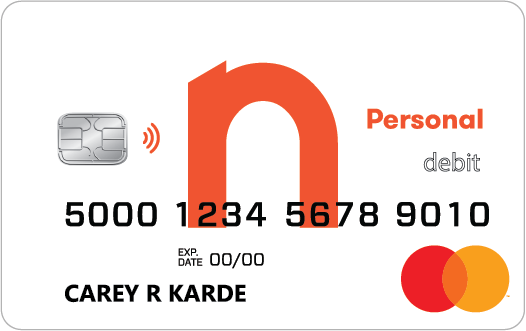 n
Personal
debit
5000 1234 5678 9010
EXP.
DATE 00/00
CAREY R KARDE